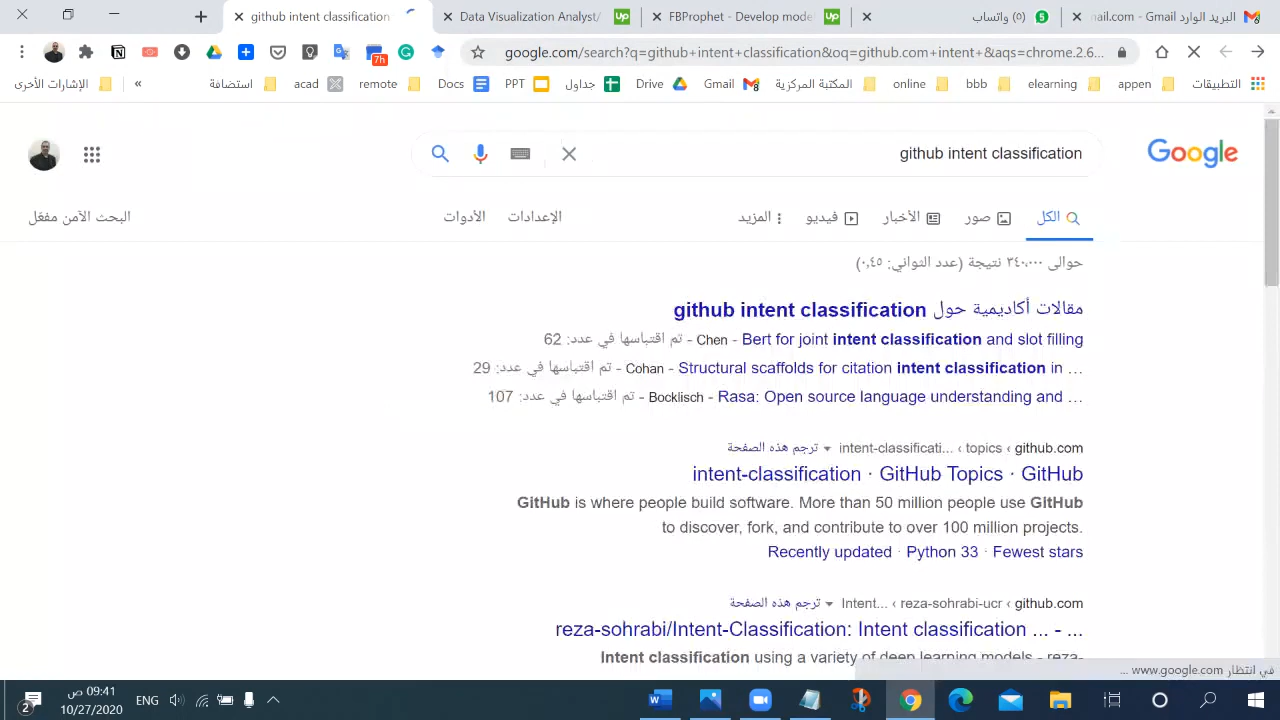 البريد الوارد Gmail - nail.com
واتساب (٥)
FBProphet - Develop mode
Data Visualization Analyst/
github intent classification
google.com/search?q=github+intent+classification&oq=github.com+intent+&aqs=chrome.2.0...
7h
التطبيقات
appen
elearning
bbb
online
المكتبة المركزية
Gmail
Drive
جداول
PPT
Docs
remote
acad
استضافة
»
الإشارات الأخرى
Google
github intent classification
الكل
صور
الأخبار
فيديو
المزيد
الإعدادات
الأدوات
البحث الآمن مفعّل
حوالى ٣٤٠,٠٠٠ نتيجة (عدد الثواني: ٠,٤٥)
مقالات أكاديمية حول github intent classification
Bert for joint intent classification and slot filling - Chen - تم اقتباسها في عدد: 62
Structural scaffolds for citation intent classification in … - Cohan - تم اقتباسها في عدد: 29
Rasa: Open source language understanding and … - Bocklisch - تم اقتباسها في عدد: 107
github.com › topics › intent-classificati... ترجم هذه الصفحة
intent-classification · GitHub Topics · GitHub
GitHub is where people build software. More than 50 million people use GitHub
to discover, fork, and contribute to over 100 million projects.
Recently updated · Python 33 · Fewest stars
github.com › reza-sohrabi-ucr › Intent... ترجم هذه الصفحة
reza-sohrabi/Intent-Classification: Intent classification ... - ...
Intent classification using a variety of deep learning models - reza-
في انتظار www.google.com ...
ENG
09:41 ص
10/27/2020
2